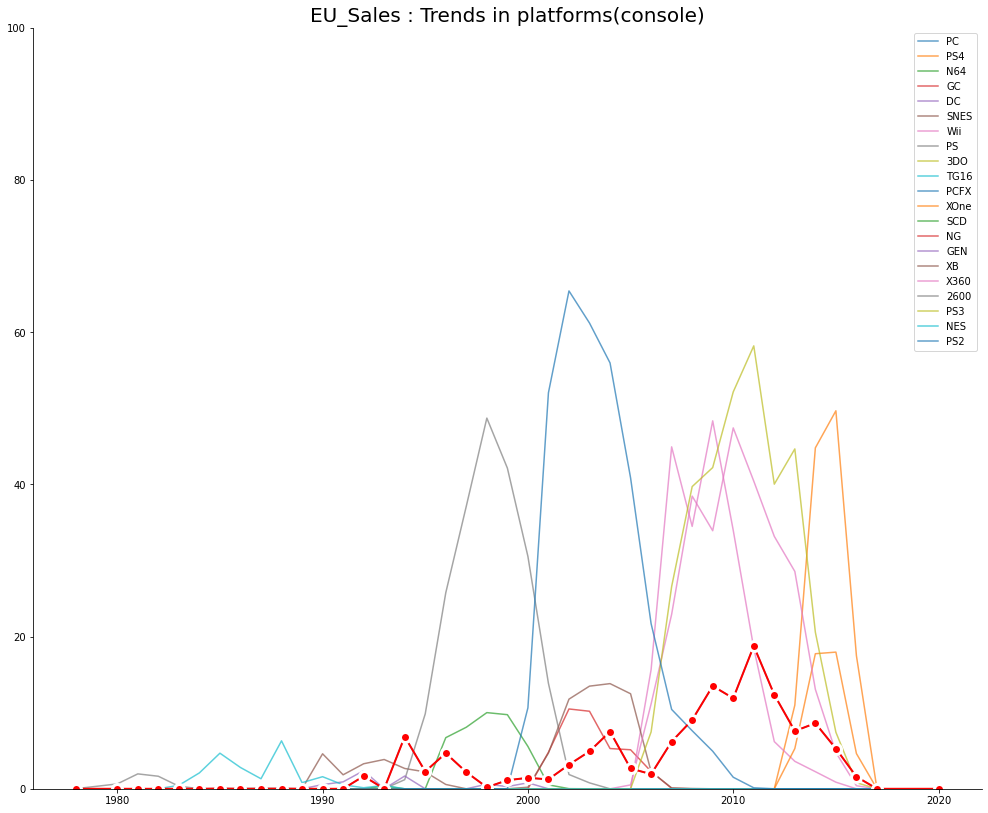 EU_Sales : Trends in platforms(console)
100
80
60
40
20
0
1980
1990
2000
2010
2020
PC
PS4
N64
GC
DC
SNES
Wii
PS
3DO
TG16
PCFX
XOne
SCD
NG
GEN
XB
X360
2600
PS3
NES
PS2